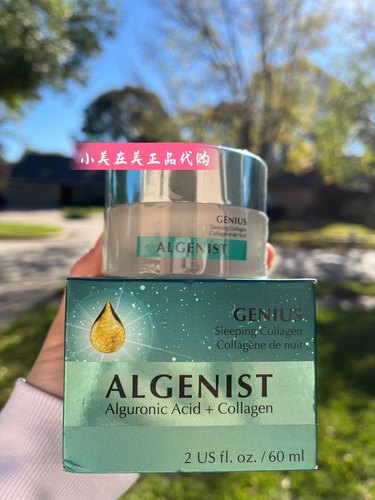 小美在美正品代购
GENIUS
Sleeping Collagen
Collagène de Nuit
ALGENIST
GENIUS
Sleeping Collagen
Collagène de nuit
ALGENIST
Alguronic Acid + Collagen
2 US fl. oz. / 60 ml